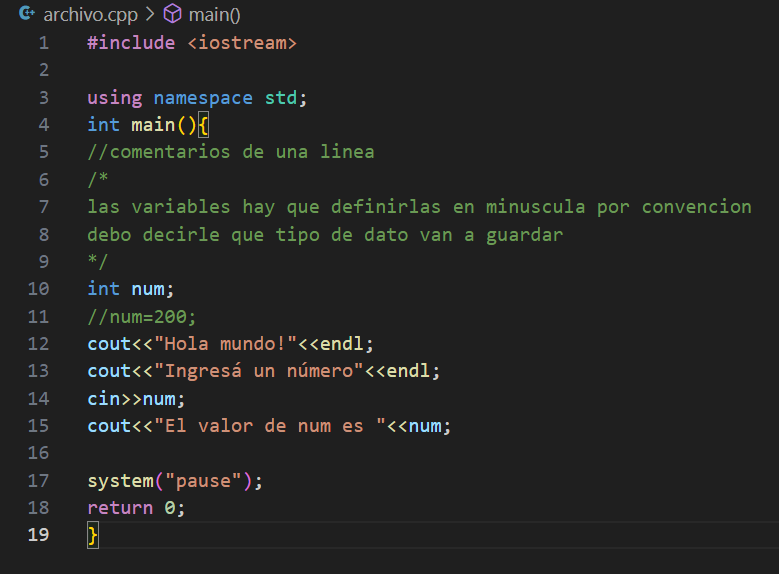 archivo.cpp > main()
1 #include <iostream>
2
3 using namespace std;
4 int main(){
5 //comentarios de una linea
6 /*
7 las variables hay que definirlas en minuscula por convencion
8 debo decirle que tipo de dato van a guardar
9 */
10 int num;
11 //num=200;
12 cout<<"Hola mundo!"<<endl;
13 cout<<"Ingresá un número"<<endl;
14 cin>>num;
15 cout<<"El valor de num es "<<num;
16
17 system("pause");
18 return 0;
19 }